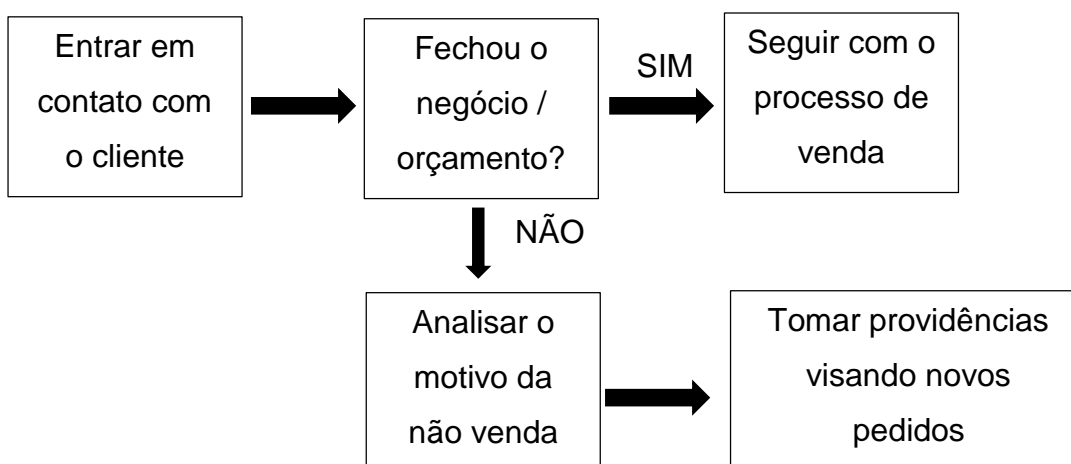 Entrar em
contato com
o cliente
Fechou o
negócio /
orçamento?
SIM
Seguir com o
processo de
venda
NÃO
Analisar o
motivo da
não venda
Tomar providências
visando novos
pedidos